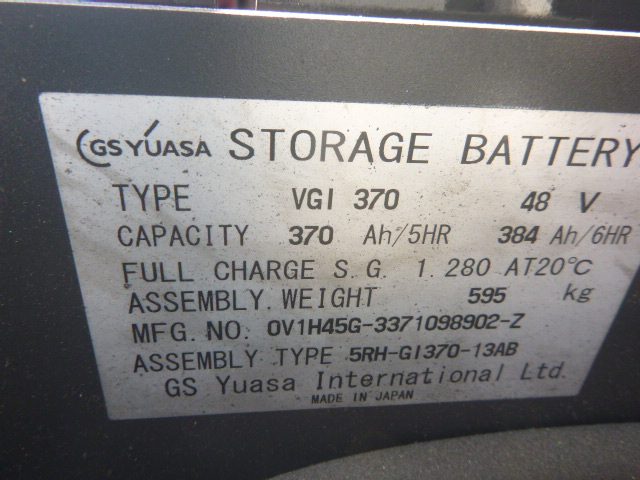 GS YUASA STORAGE BATTERY
TYPE VGI 370 48 V
CAPACITY 370 Ah/5HR 384 Ah/6HR
FULL CHARGE S.G. 1.280 AT20°C
ASSEMBLY.WEIGHT 595 kg
MFG.NO. 0V1H45G-3371098902-Z
ASSEMBLY TYPE 5RH-GI370-13AB
GS Yuasa International Ltd.
MADE IN JAPAN